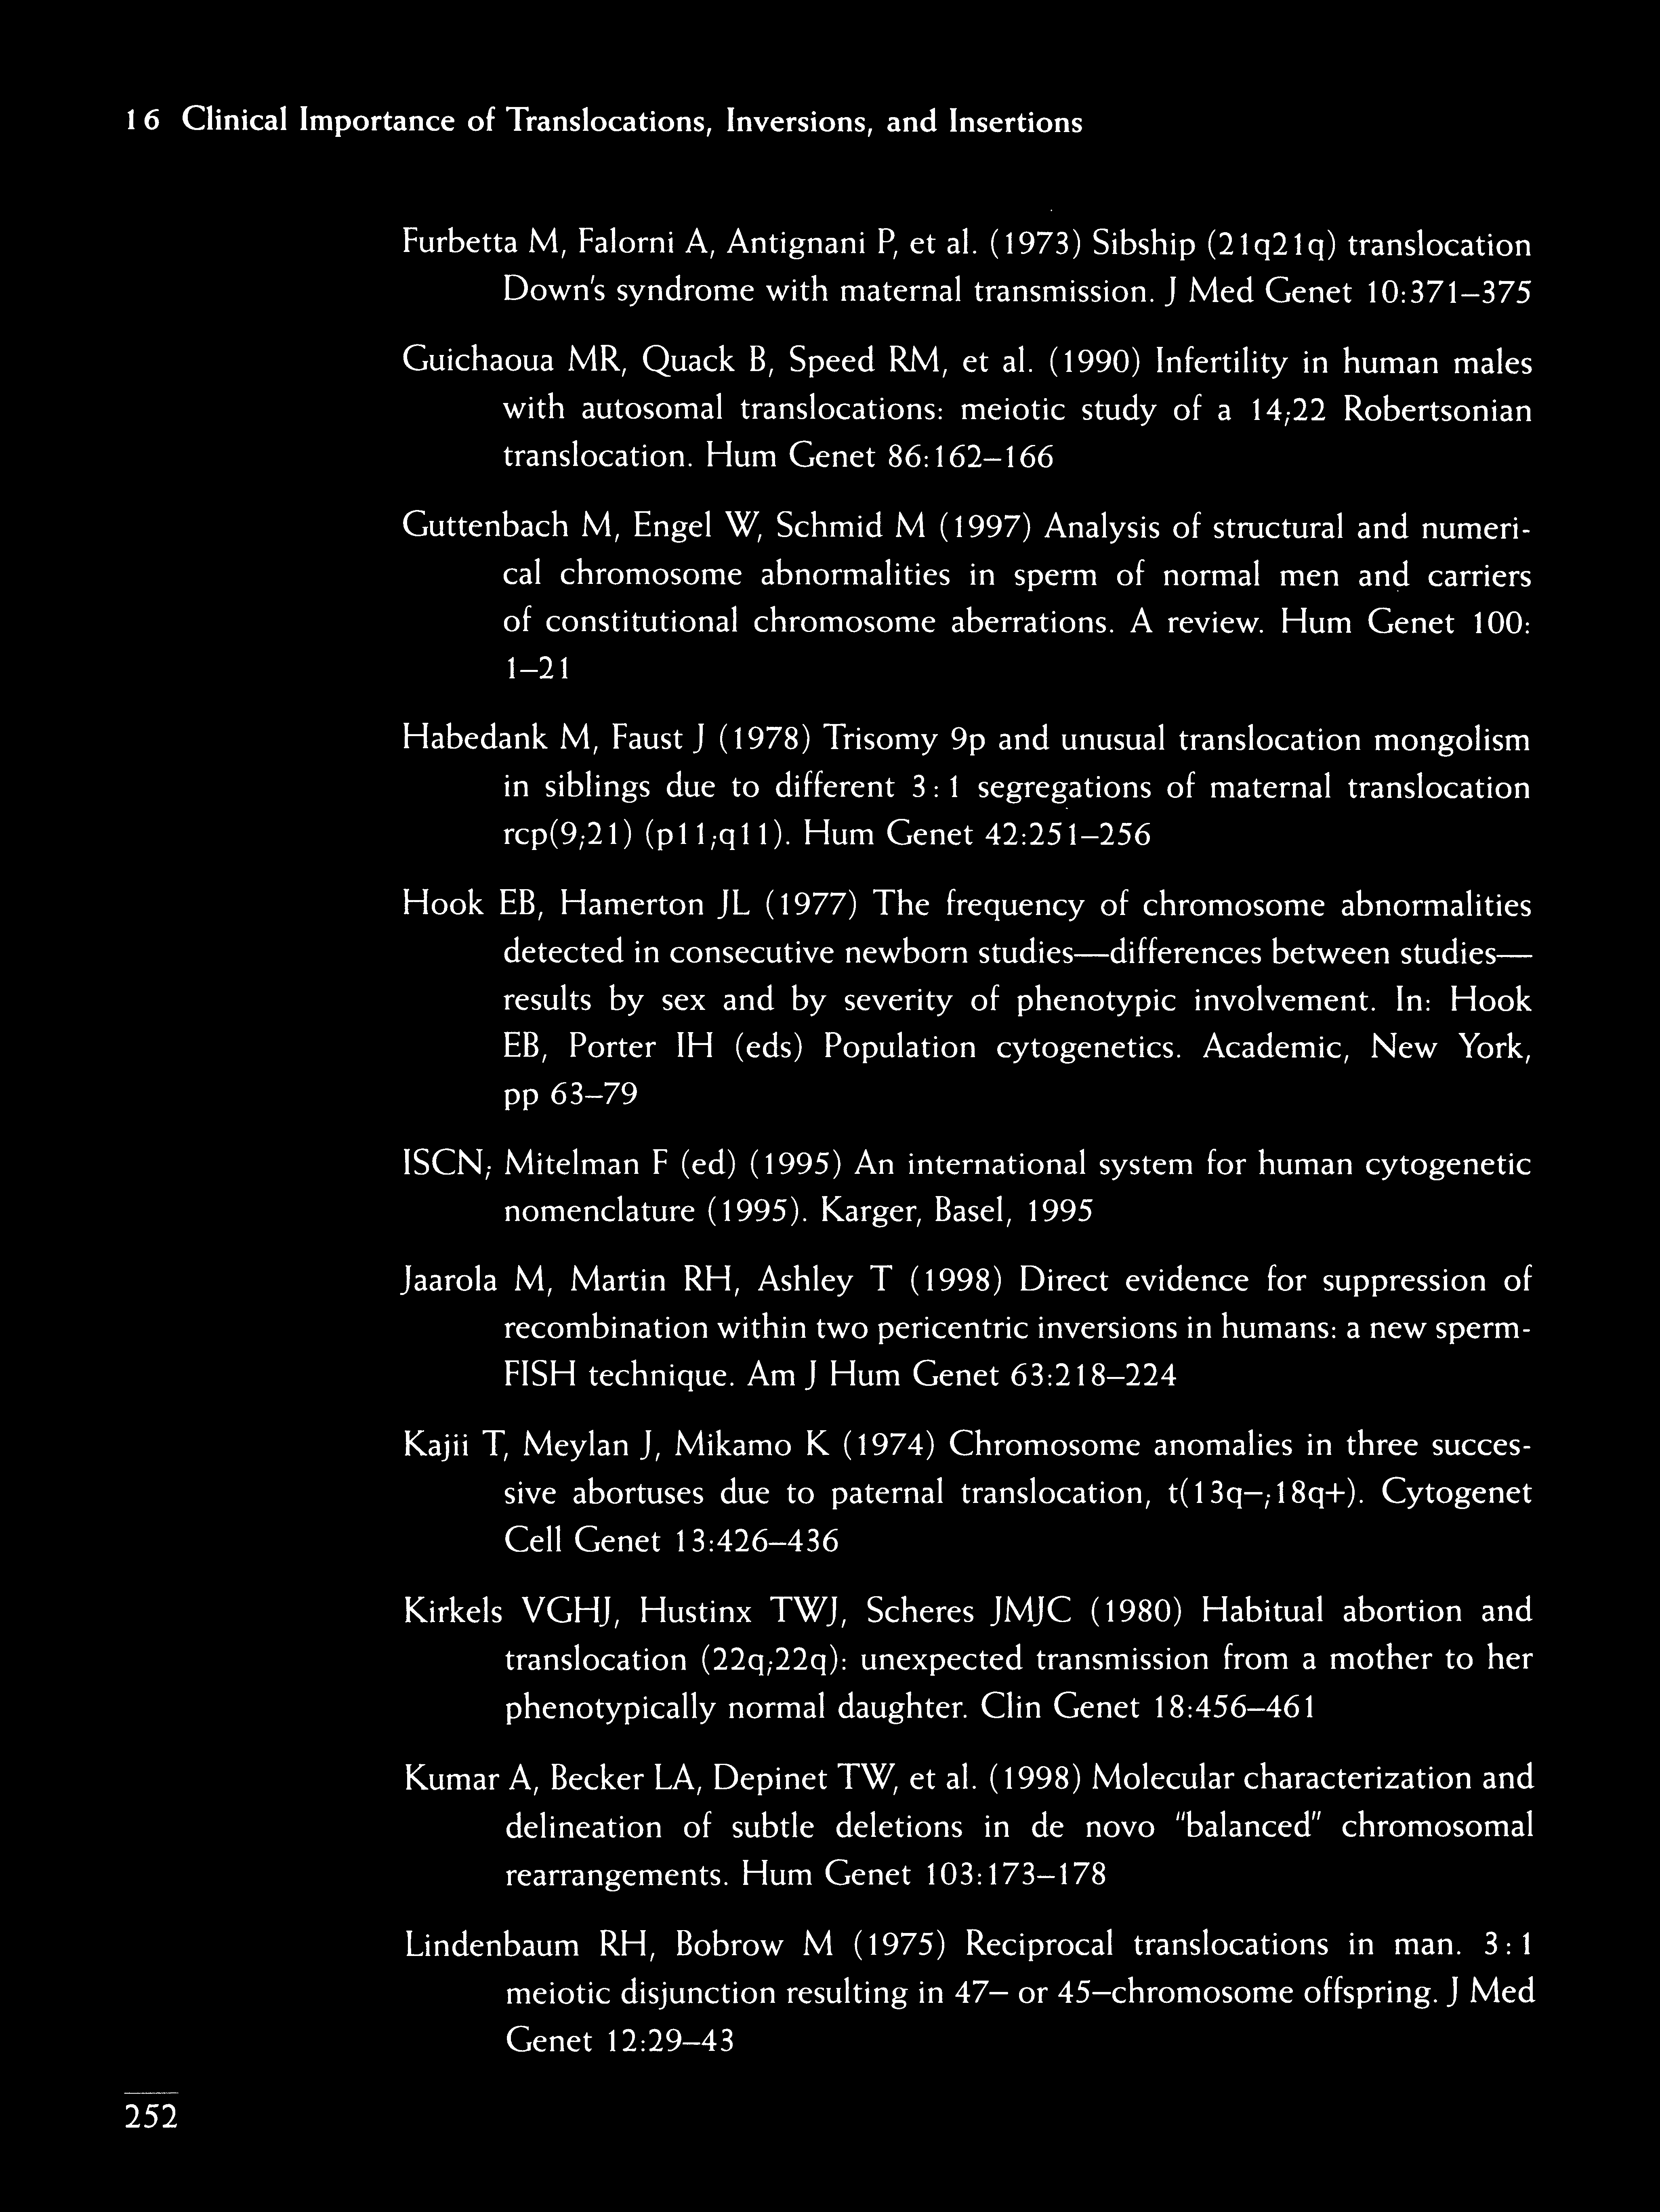 16 Clinical Importance of Translocations, Inversions, and Insertions
Furbetta M, Falorni A, Antignani P, et al. (1973) Sibship (21q21q) translocation
Down's syndrome with maternal transmission. J Med Genet 10:371–375
Guichaoua MR, Quack B, Speed RM, et al. (1990) Infertility in human males
with autosomal translocations: meiotic study of a 14;22 Robertsonian
translocation. Hum Genet 86:162–166
Guttenbach M, Engel W, Schmid M (1997) Analysis of structural and numeri-
cal chromosome abnormalities in sperm of normal men and carriers
of constitutional chromosome aberrations. A review. Hum Genet 100:
1–21
Habedank M, Faust J (1978) Trisomy 9p and unusual translocation mongolism
in siblings due to different 3:1 segregations of maternal translocation
rcp(9;21) (p11;q11). Hum Genet 42:251–256
Hook EB, Hamerton JL (1977) The frequency of chromosome abnormalities
detected in consecutive newborn studies—differences between studies—
results by sex and by severity of phenotypic involvement. In: Hook
EB, Porter IH (eds) Population cytogenetics. Academic, New York,
pp 63–79
ISCN; Mitelman F (ed) (1995) An international system for human cytogenetic
nomenclature (1995). Karger, Basel, 1995
Jaarola M, Martin RH, Ashley T (1998) Direct evidence for suppression of
recombination within two pericentric inversions in humans: a new sperm-
FISH technique. Am J Hum Genet 63:218–224
Kajii T, Meylan J, Mikamo K (1974) Chromosome anomalies in three succes-
sive abortuses due to paternal translocation, t(13q–;18q+). Cytogenet
Cell Genet 13:426–436
Kirkels VGHJ, Hustinx TWJ, Scheres JMJC (1980) Habitual abortion and
translocation (22q;22q): unexpected transmission from a mother to her
phenotypically normal daughter. Clin Genet 18:456–461
Kumar A, Becker LA, Depinet TW, et al. (1998) Molecular characterization and
delineation of subtle deletions in de novo "balanced" chromosomal
rearrangements. Hum Genet 103:173–178
Lindenbaum RH, Bobrow M (1975) Reciprocal translocations in man. 3:1
meiotic disjunction resulting in 47– or 45–chromosome offspring. J Med
Genet 12:29–43
252